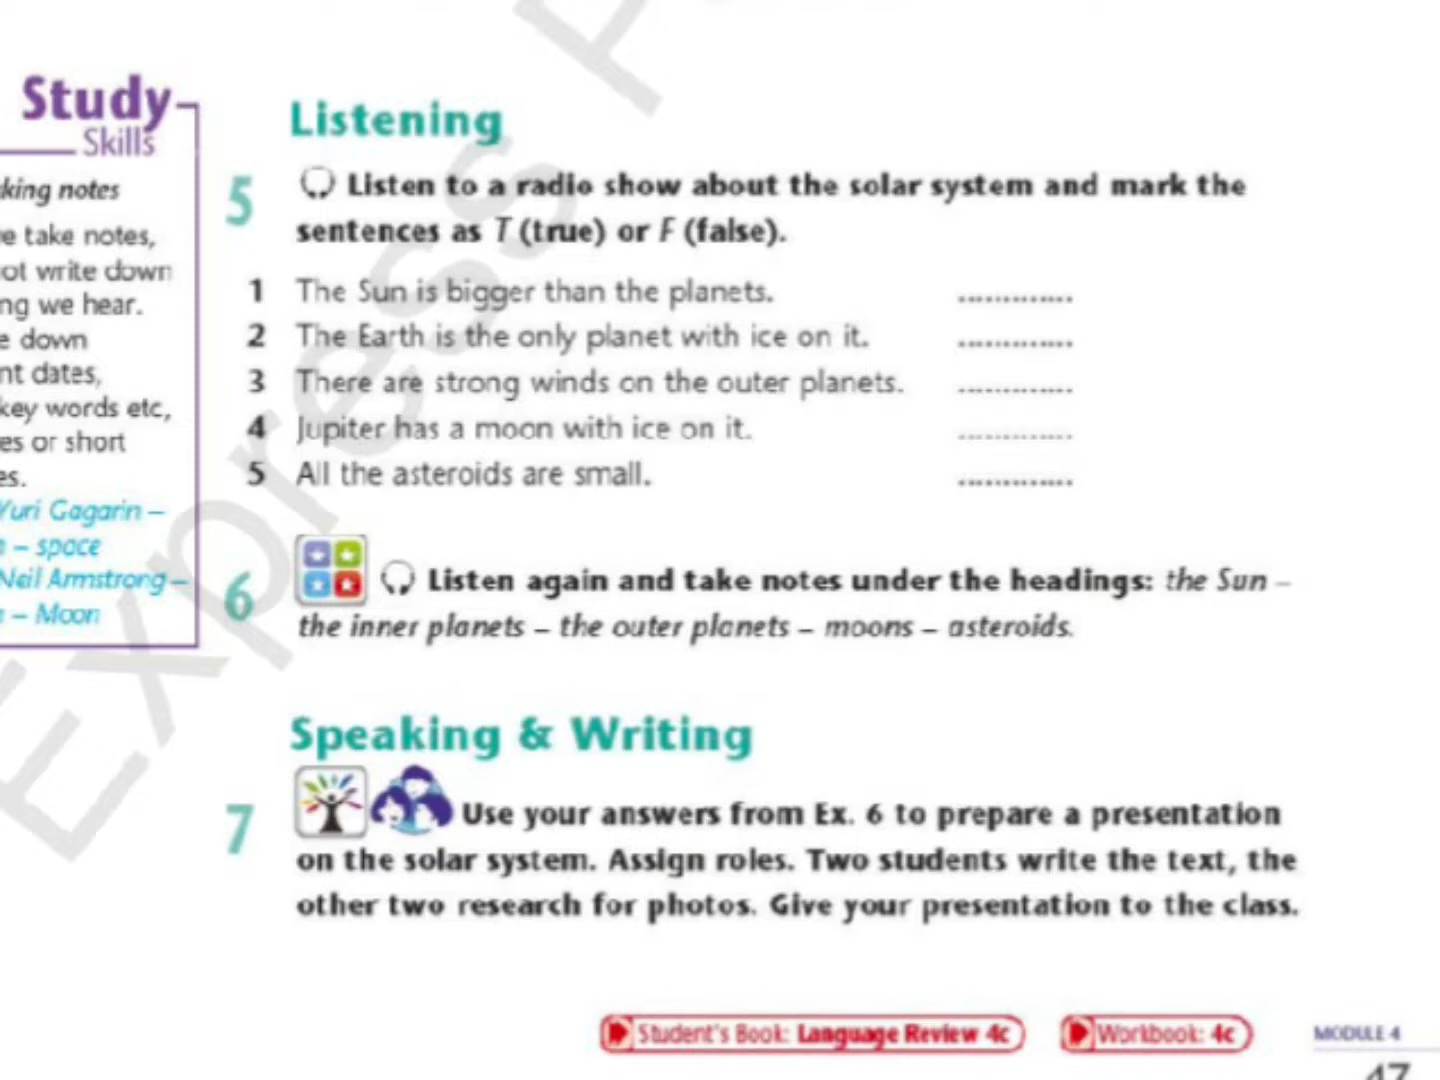 Study
Skills
king notes
e take notes,
ot write down
ng we hear.
e down
nt dates,
key words etc,
es or short
es.
Yuri Gagarin –
– space
Neil Armstrong –
– Moon
Listening
5 Listen to a radio show about the solar system and mark the
sentences as T (true) or F (false).
1 The Sun is bigger than the planets. .............
2 The Earth is the only planet with ice on it. .............
3 There are strong winds on the outer planets. .............
4 Jupiter has a moon with ice on it. .............
5 All the asteroids are small. .............
6 Listen again and take notes under the headings: the Sun –
the inner planets – the outer planets – moons – asteroids.
Speaking & Writing
7 Use your answers from Ex. 6 to prepare a presentation
on the solar system. Assign roles. Two students write the text, the
other two research for photos. Give your presentation to the class.
Student's Book: Language Review 4c Workbook: 4c MODULE 4
47
Express P